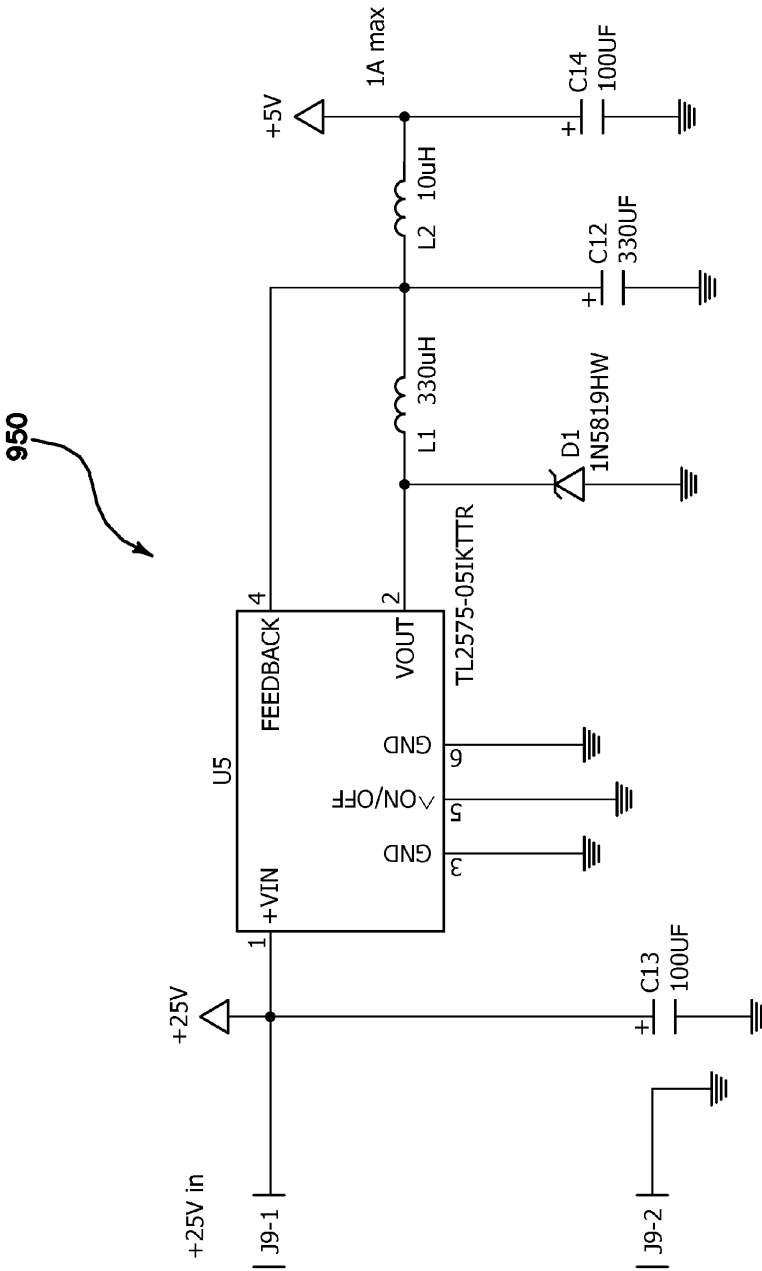 950
+25V in
J9-1
J9-2
+25V
C13
100UF
U5
1
+VIN
FEEDBACK
4
VOUT
2
GND
3
^ON/OFF
5
GND
6
TL2575-05IKTTR
D1
1N5819HW
L1
330uH
C12
330UF
L2
10uH
+5V
1A max
C14
100UF
+
+
+